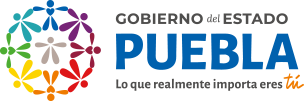 GOBIERNO del ESTADO
PUEBLA
Lo que realmente importa eres tú